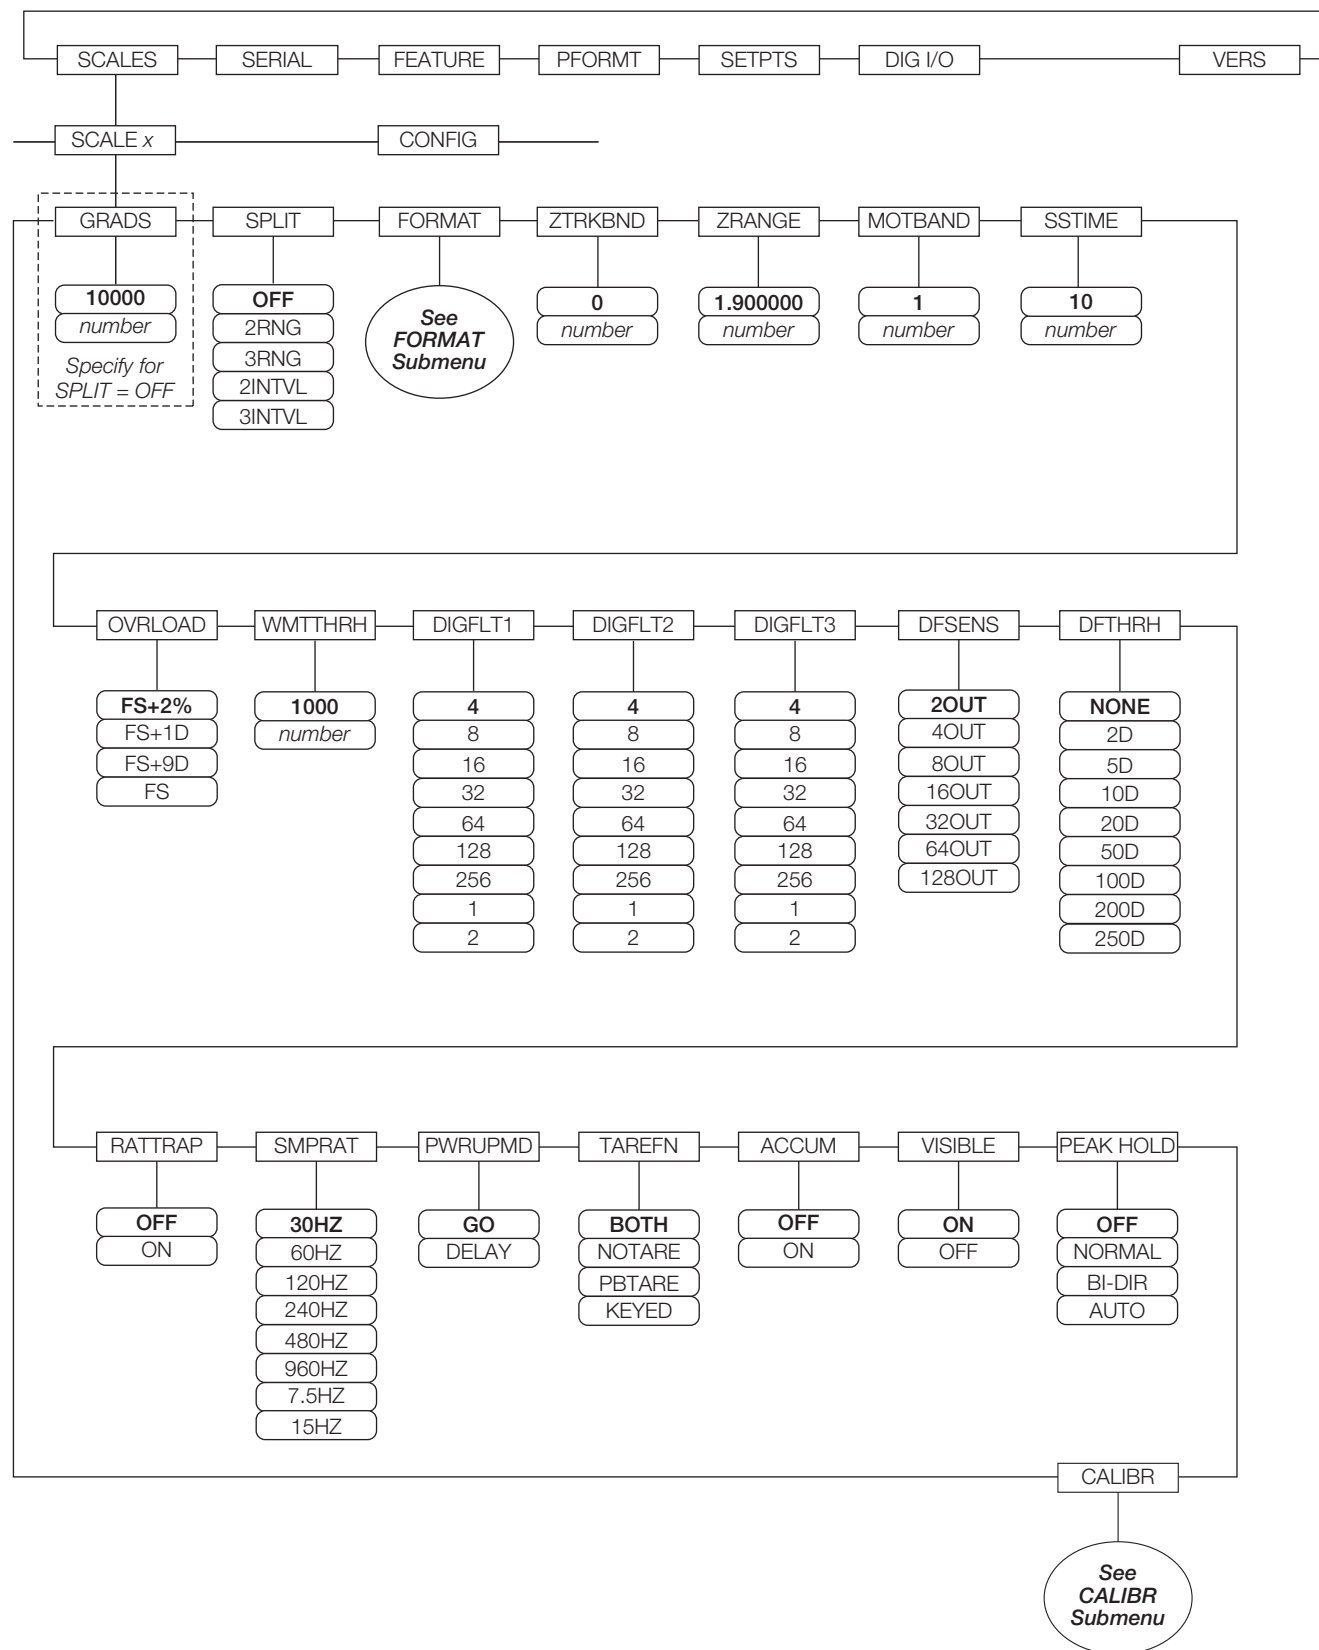 SCALES SERIAL FEATURE PFORMT SETPTS DIG I/O VERS
SCALE x CONFIG
GRADS SPLIT FORMAT ZTRKBND ZRANGE MOTBAND SSTIME
10000
number
Specify for
SPLIT = OFF
OFF
2RNG
3RNG
2INTVL
3INTVL
See
FORMAT
Submenu
0
number
1.900000
number
1
number
10
number
OVRLOAD WMTTHRH DIGFLT1 DIGFLT2 DIGFLT3 DFSENS DFTHRH
FS+2%
FS+1D
FS+9D
FS
1000
number
4
8
16
32
64
128
256
1
2
4
8
16
32
64
128
256
1
2
4
8
16
32
64
128
256
1
2
2OUT
4OUT
8OUT
16OUT
32OUT
64OUT
128OUT
NONE
2D
5D
10D
20D
50D
100D
200D
250D
RATTRAP SMPRAT PWRUPMD TAREFN ACCUM VISIBLE PEAK HOLD
OFF
ON
30HZ
60HZ
120HZ
240HZ
480HZ
960HZ
7.5HZ
15HZ
GO
DELAY
BOTH
NOTARE
PBTARE
KEYED
OFF
ON
ON
OFF
OFF
NORMAL
BI-DIR
AUTO
CALIBR
See
CALIBR
Submenu